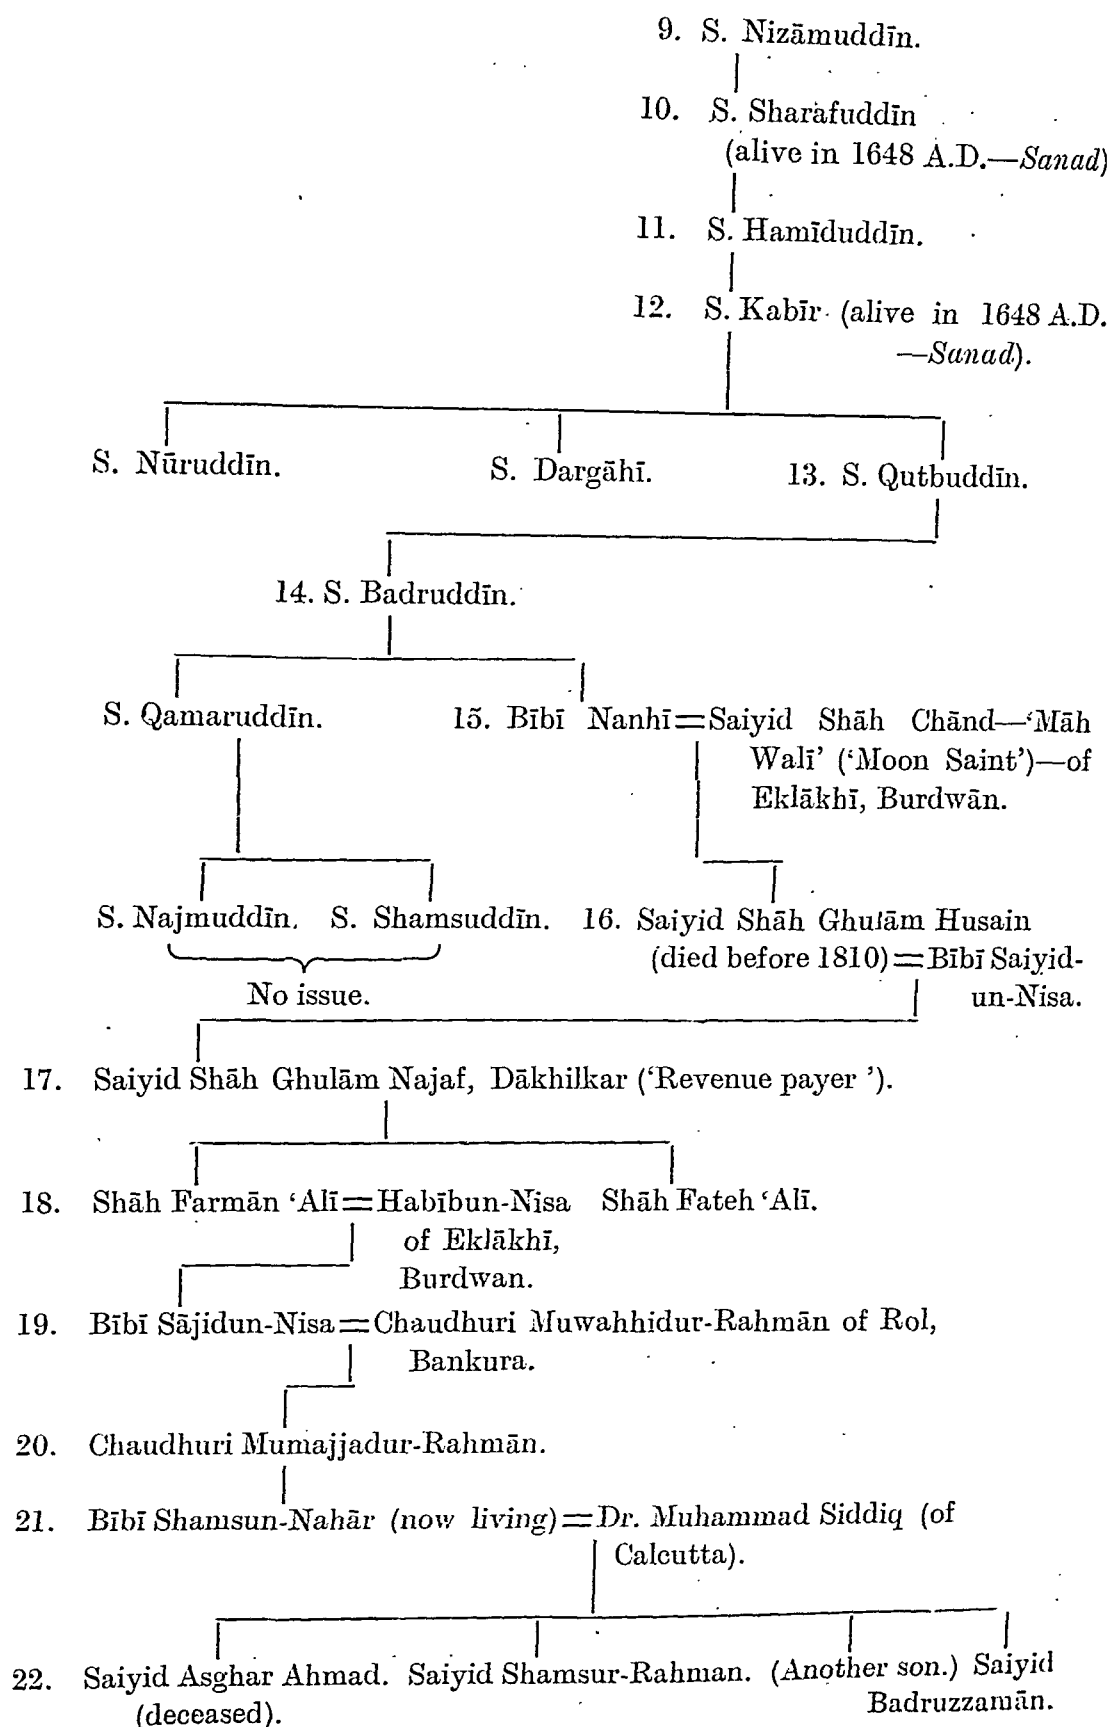 9. S. Nizāmuddīn.
10. S. Sharafuddīn
(alive in 1648 A.D.—Sanad)
11. S. Hamīduddīn.
12. S. Kabīr (alive in 1648 A.D.
—Sanad).
S. Nūruddīn. S. Dargāhī. 13. S. Qutbuddīn.
14. S. Badruddīn.
S. Qamaruddīn. 15. Bībī Nanhī=Saiyid Shāh Chānd—‘Māh
Walī’ (‘Moon Saint’)—of
Eklākhī, Burdwān.
S. Najmuddīn. S. Shamsuddīn. 16. Saiyid Shāh Ghulām Husain
(died before 1810)=Bībī Saiyid-
No issue. un-Nisa.
17. Saiyid Shāh Ghulām Najaf, Dākhilkar (‘Revenue payer ’).
18. Shāh Farmān ‘Alī=Habībun-Nisa Shāh Fateh ‘Alī.
of Eklākhī,
Burdwan.
19. Bībī Sājidun-Nisa=Chaudhuri Muwahhidur-Rahmān of Rol,
Bankura.
20. Chaudhuri Mumajjadur-Rahmān.
21. Bībī Shamsun-Nahār (now living)=Dr. Muhammad Siddiq (of
Calcutta).
22. Saiyid Asghar Ahmad. Saiyid Shamsur-Rahman. (Another son.) Saiyid
(deceased). Badruzzamān.